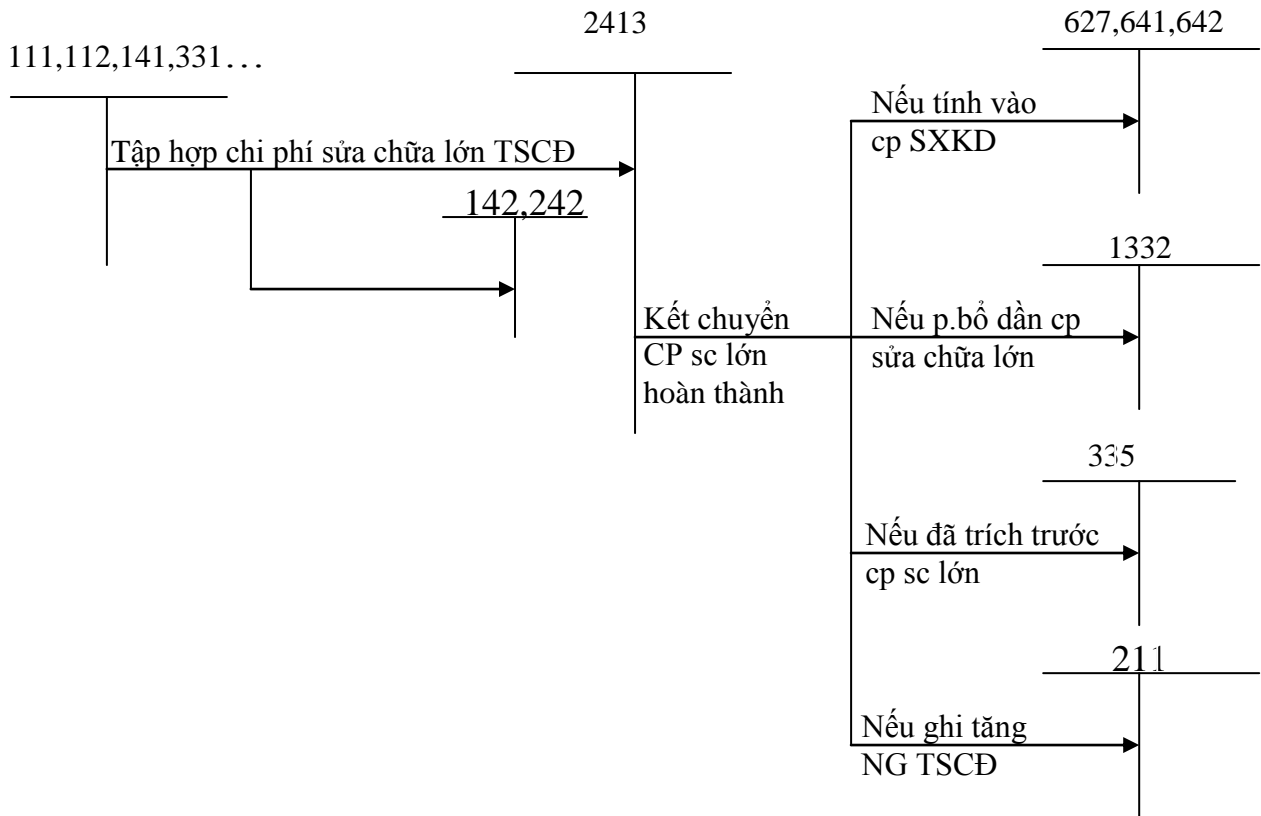 2413
627,641,642
111,112,141,331…
Nếu tính vào
cp SXKD
Tập hợp chi phí sửa chữa lớn TSCĐ
142,242
1332
Kết chuyển
CP sc lớn
hoàn thành
Nếu p.bổ dần cp
sửa chữa lớn
335
Nếu đã trích trước
cp sc lớn
211
Nếu ghi tăng
NG TSCĐ